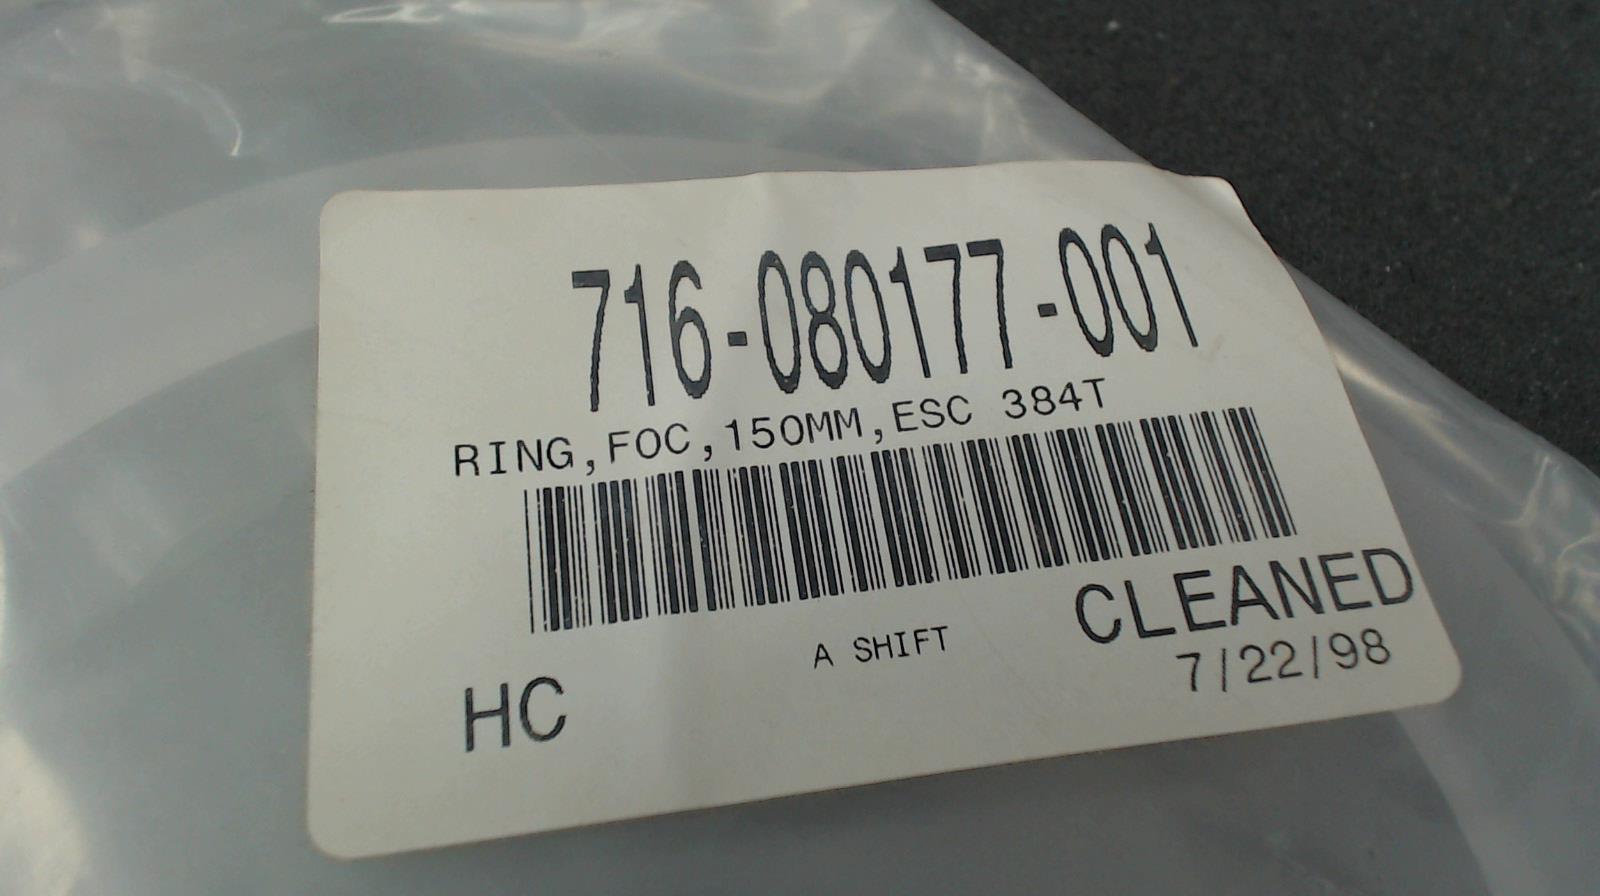 716-080177-001
RING,FOC,150MM,ESC 384T
CLEANED
A SHIFT
7/22/98
HC